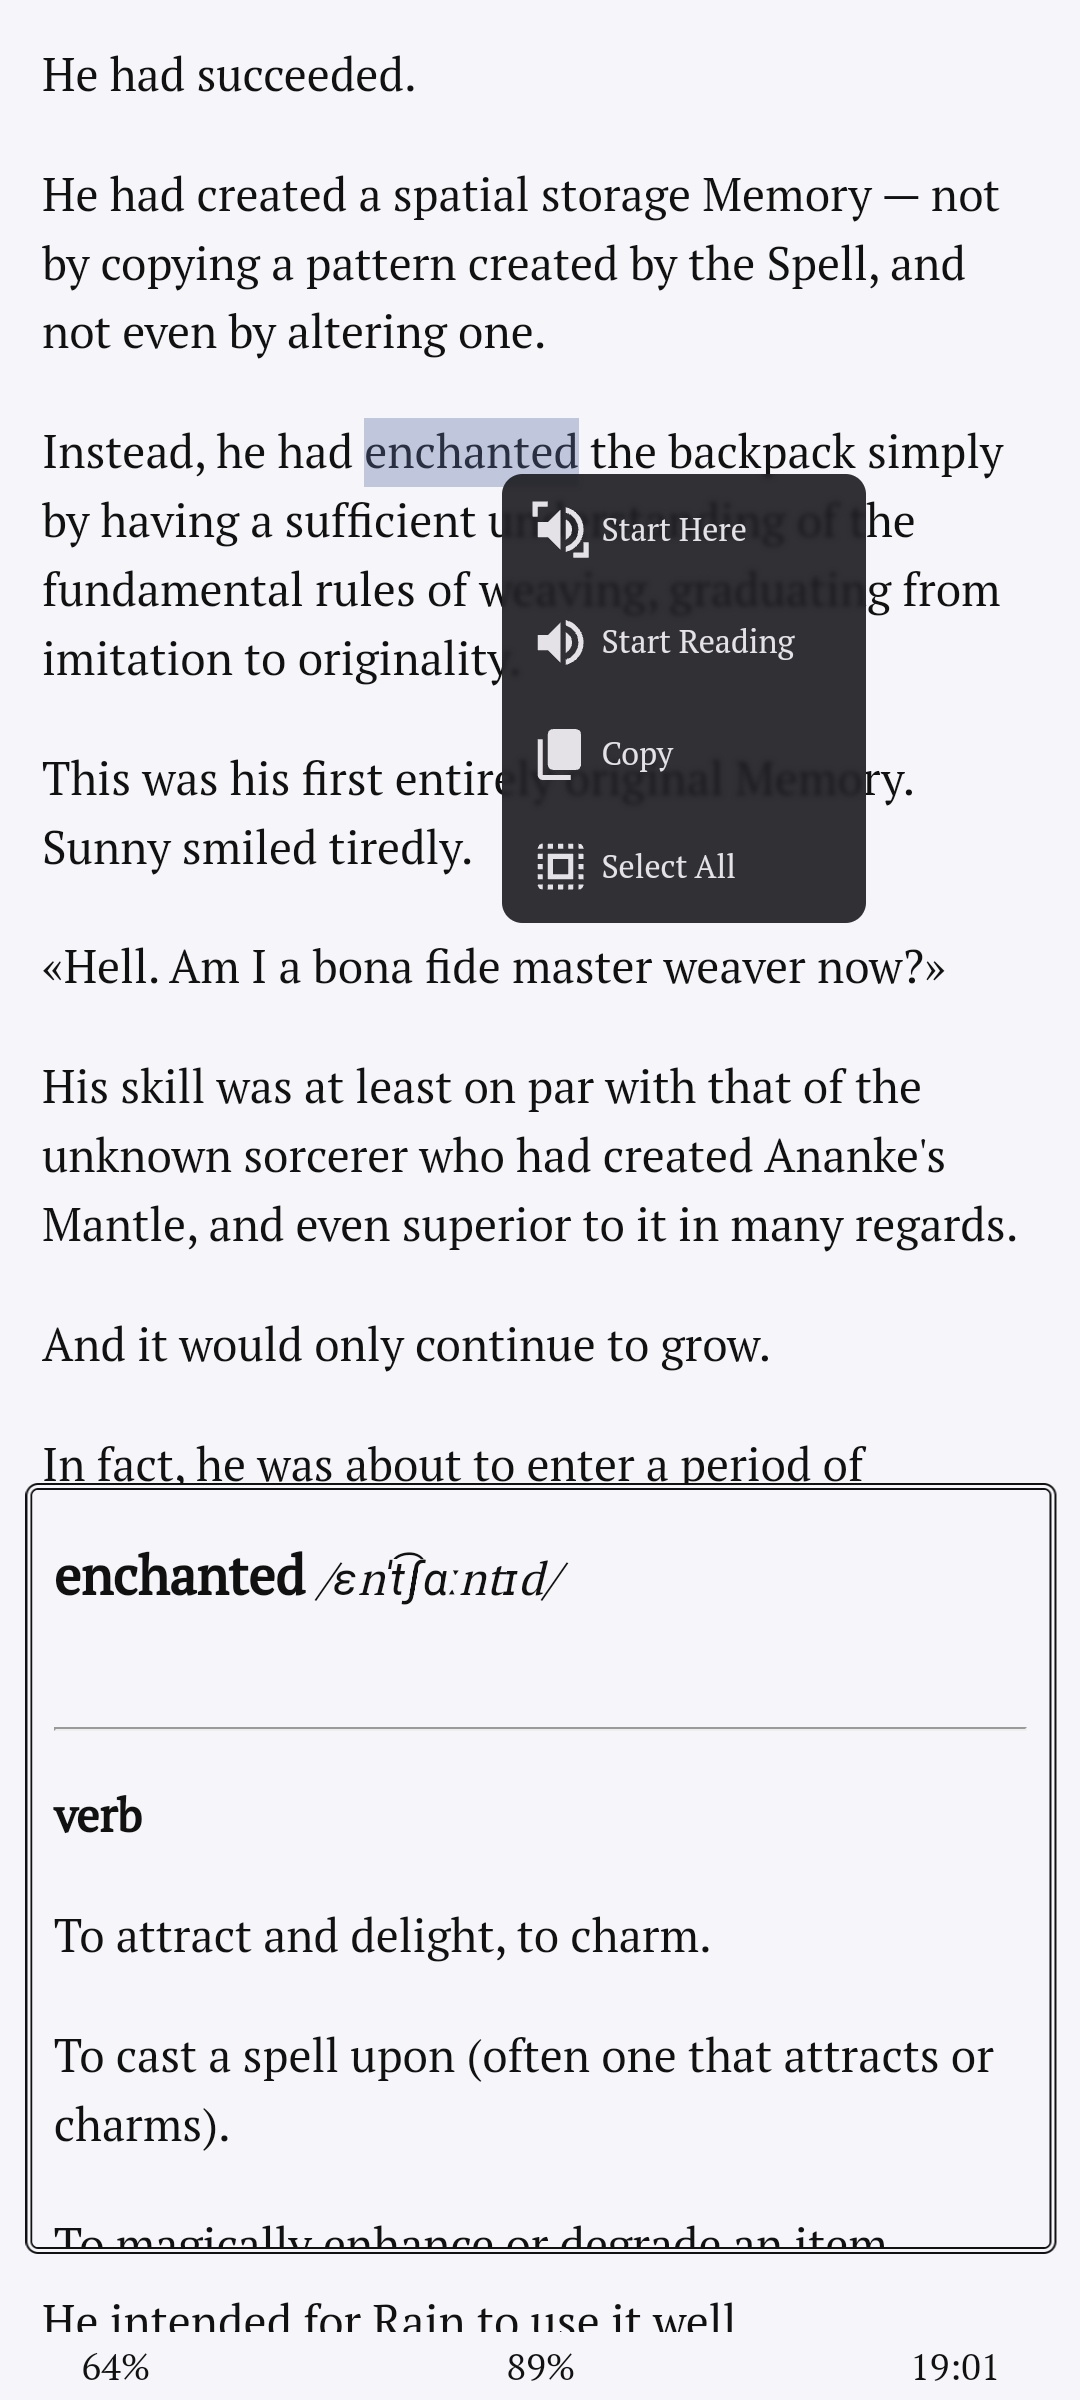 He had succeeded.
He had created a spatial storage Memory — not
by copying a pattern created by the Spell, and
not even by altering one.
Instead, he had enchanted the backpack simply
by having a sufficient understanding of the
fundamental rules of weaving, graduating from
imitation to originality.
Start Here
Start Reading
Copy
Select All
This was his first entirely original Memory.
Sunny smiled tiredly.
«Hell. Am I a bona fide master weaver now?»
His skill was at least on par with that of the
unknown sorcerer who had created Ananke's
Mantle, and even superior to it in many regards.
And it would only continue to grow.
In fact, he was about to enter a period of
enchanted /ɛnˈt͡ʃɑːntɪd/
verb
To attract and delight, to charm.
To cast a spell upon (often one that attracts or
charms).
To magically enhance or degrade an item.
He intended for Rain to use it well
64% 89% 19:01